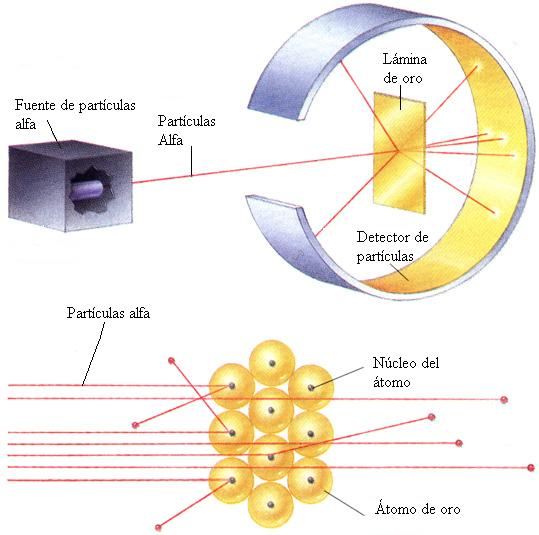 Lámina
de oro
Fuente de partículas
alfa
Partículas
Alfa
Detector de
partículas
Partículas alfa
Núcleo del
átomo
Átomo de oro